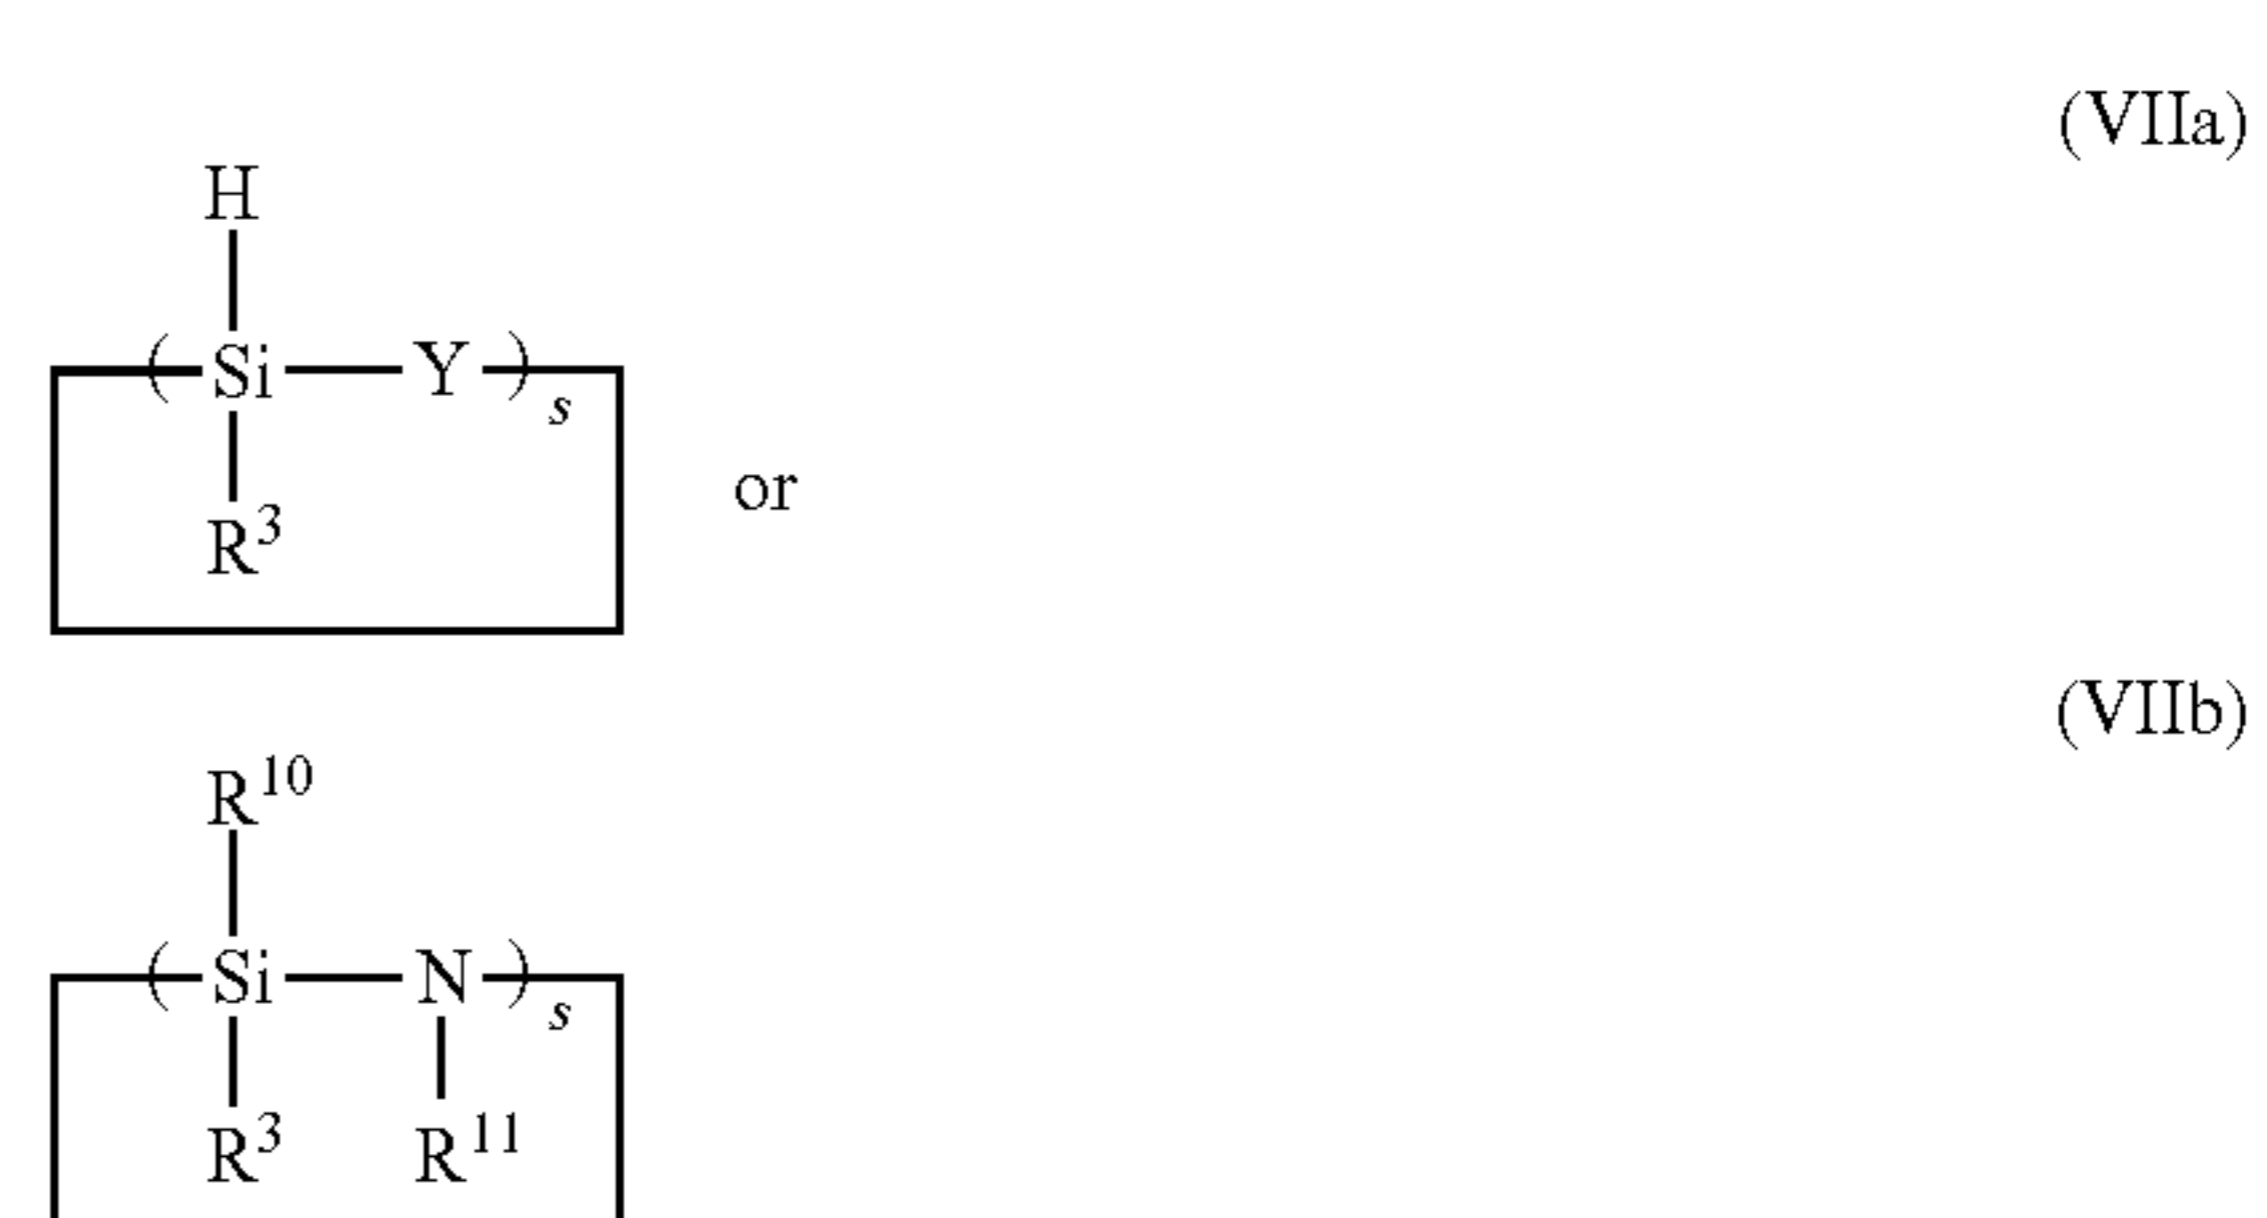 (VIIa)
H
Si Y
( )s
R3
or
(VIIb)
R10
( Si N )s
R3 R11